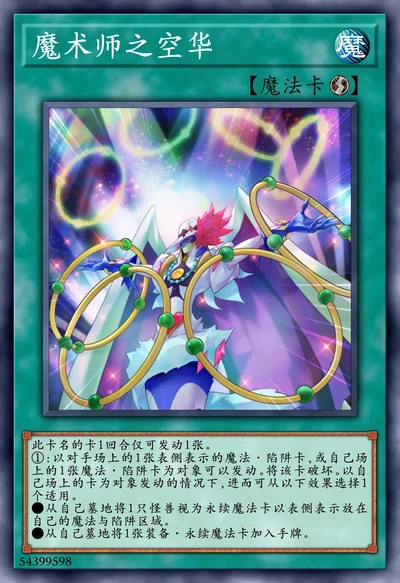 魔术师之空华
魔
【魔法卡】
此卡名的卡1回合仅可发动1张。
①:以对手场上的1张表侧表示的魔法·陷阱卡,或自己场
上的1张魔法·陷阱卡为对象可以发动。将该卡破坏。以自
己场上的卡为对象发动的情况下,进而可从以下效果选择1
个适用。
●从自己墓地将1只怪兽视为永续魔法卡以表侧表示放在
自己的魔法与陷阱区域。
●从自己墓地将1张装备·永续魔法卡加入手牌。
54399598